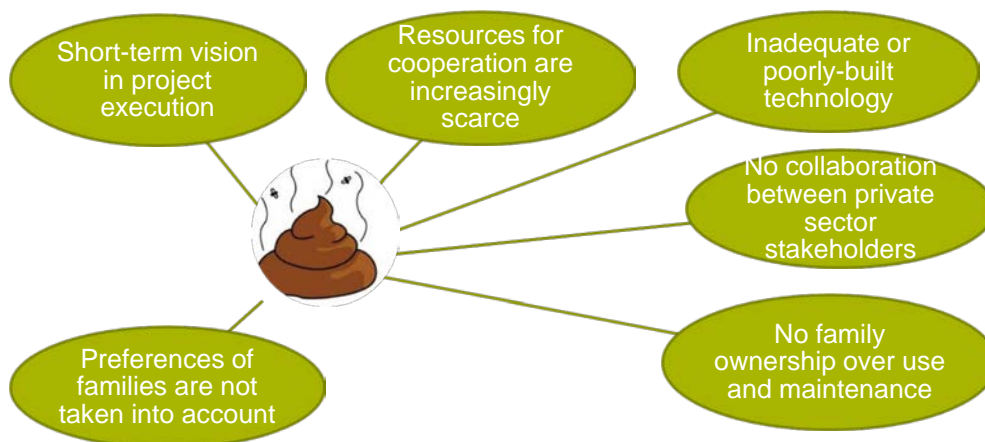 Short-term vision
in project
execution
Resources for
cooperation are
increasingly
scarce
Inadequate or
poorly-built
technology
No collaboration
between private
sector
stakeholders
No family
ownership over use
and maintenance
Preferences of
families are not
taken into account